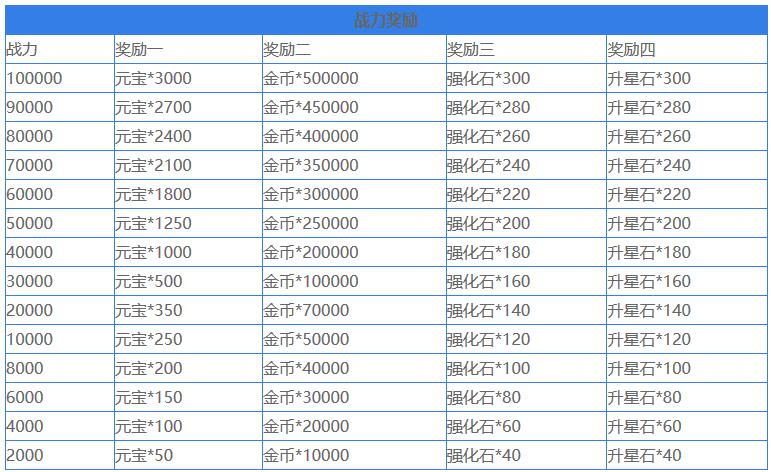 战力奖励
战力 奖励一 奖励二 奖励三 奖励四
100000 元宝*3000 金币*500000 强化石*300 升星石*300
90000 元宝*2700 金币*450000 强化石*280 升星石*280
80000 元宝*2400 金币*400000 强化石*260 升星石*260
70000 元宝*2100 金币*350000 强化石*240 升星石*240
60000 元宝*1800 金币*300000 强化石*220 升星石*220
50000 元宝*1250 金币*250000 强化石*200 升星石*200
40000 元宝*1000 金币*200000 强化石*180 升星石*180
30000 元宝*500 金币*100000 强化石*160 升星石*160
20000 元宝*350 金币*70000 强化石*140 升星石*140
10000 元宝*250 金币*50000 强化石*120 升星石*120
8000 元宝*200 金币*40000 强化石*100 升星石*100
6000 元宝*150 金币*30000 强化石*80 升星石*80
4000 元宝*100 金币*20000 强化石*60 升星石*60
2000 元宝*50 金币*10000 强化石*40 升星石*40